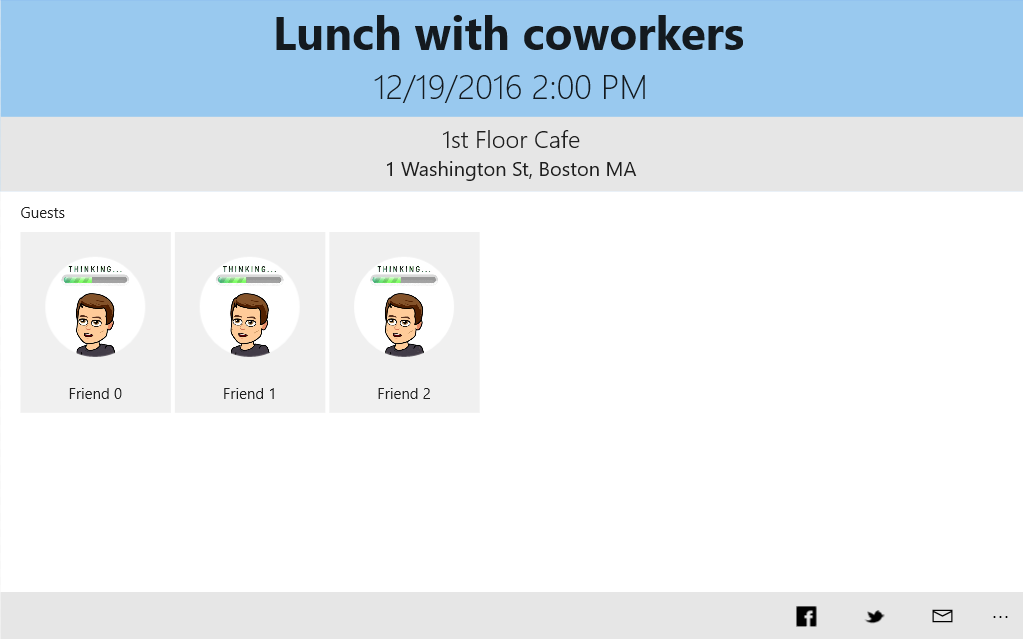 Lunch with coworkers
12/19/2016 2:00 PM
1st Floor Cafe
1 Washington St, Boston MA
Guests
THINKING...
THINKING...
THINKING...
Friend 0
Friend 1
Friend 2